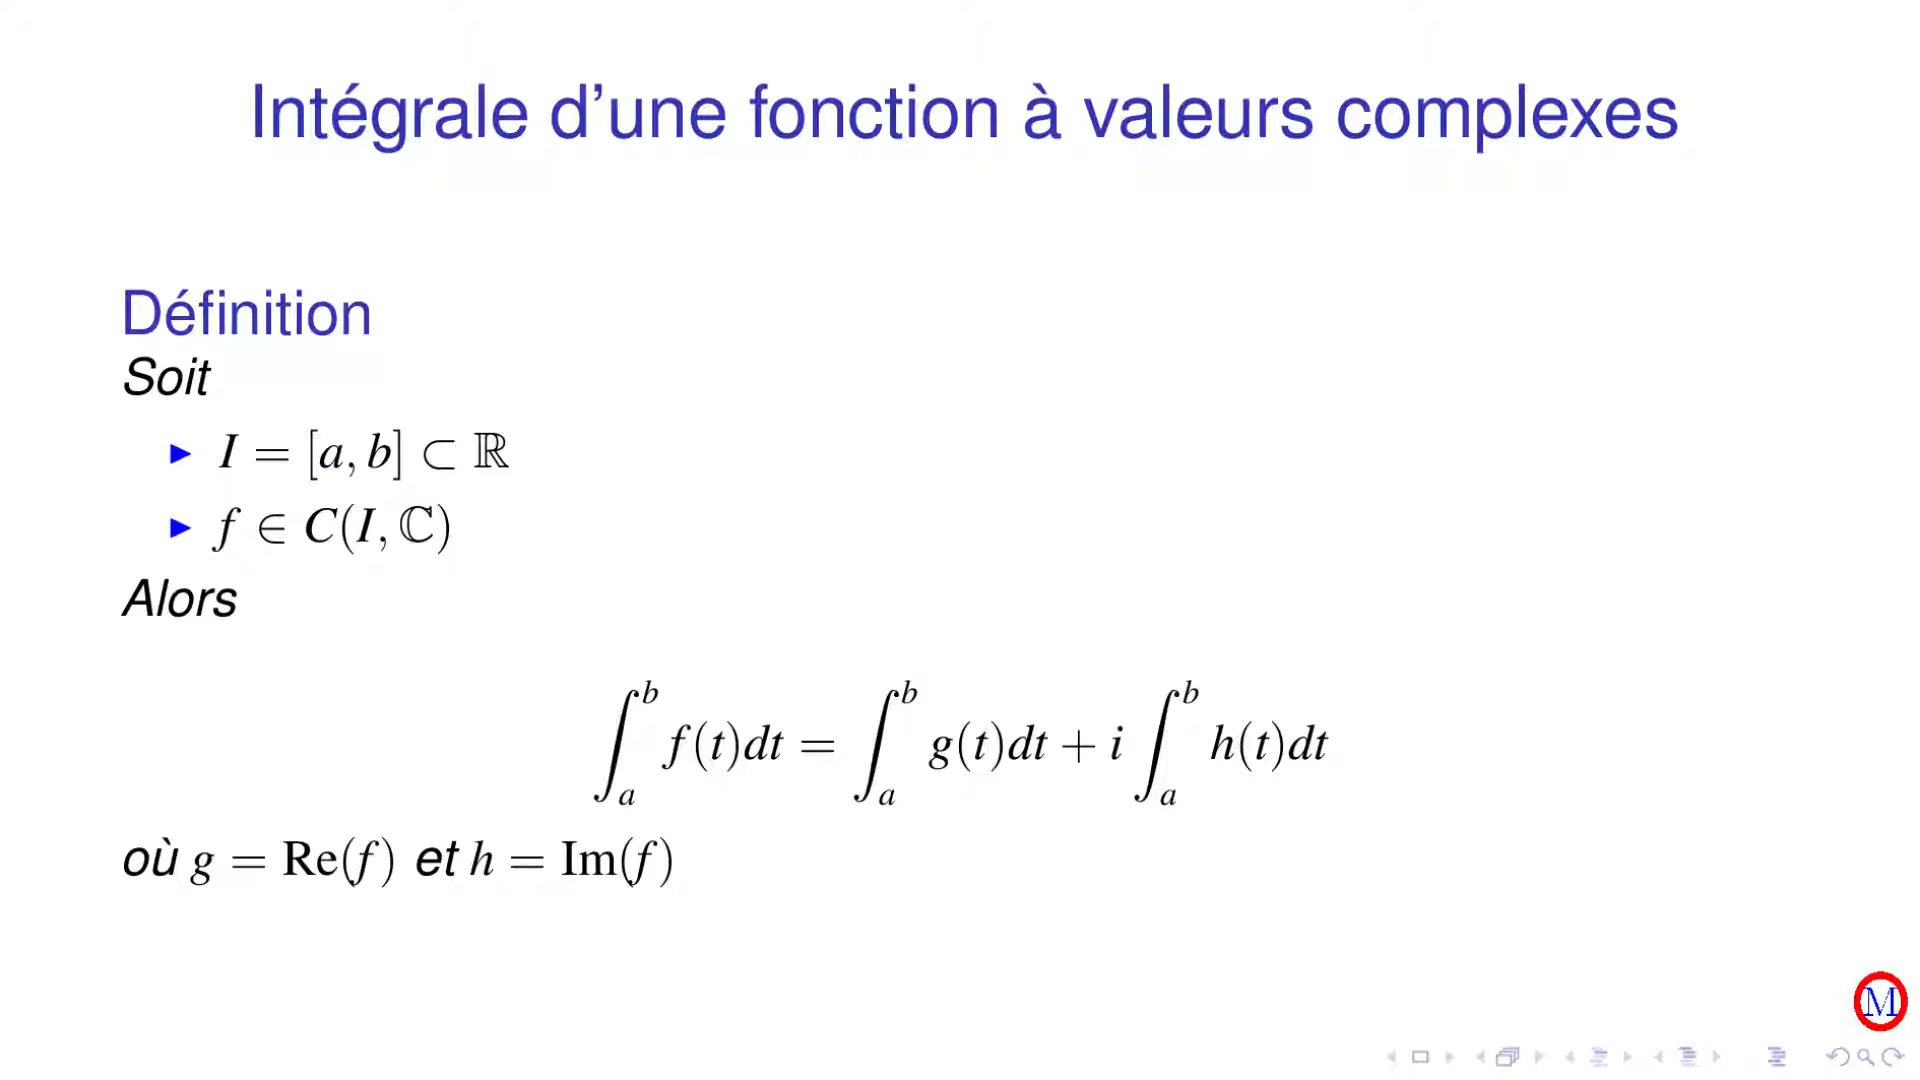 Intégrale d'une fonction à valeurs complexes
Définition
Soit
▶ I = [a, b] ⊂ ℝ
▶ f ∈ C(I, ℂ)
Alors
∫_a^b f(t)dt = ∫_a^b g(t)dt + i ∫_a^b h(t)dt
où g = Re(f) et h = Im(f)
M